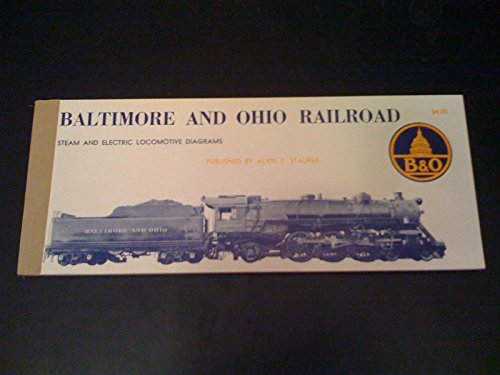 BALTIMORE AND OHIO RAILROAD
$4.00
STEAM AND ELECTRIC LOCOMOTIVE DIAGRAMS
PUBLISHED BY ALVIN F. STAUFER
B&O
BALTIMORE AND OHIO